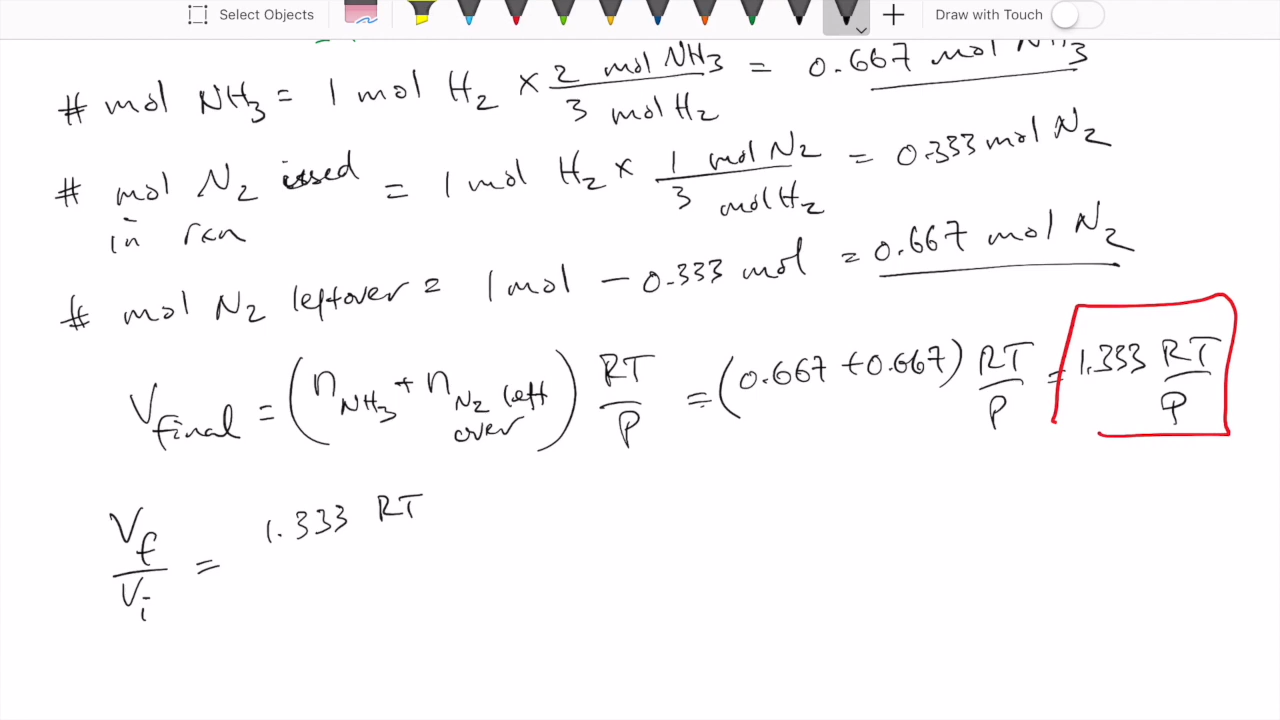 Select Objects Draw with Touch
# mol NH3 = 1 mol H2 × 2 mol NH3 / 3 mol H2 = 0.667 mol NH3
# mol N2 used in rxn = 1 mol H2 × 1 mol N2 / 3 mol H2 = 0.333 mol N2
# mol N2 leftover = 1 mol − 0.333 mol = 0.667 mol N2
Vfinal = (nNH3 + nN2 left over) RT/P = (0.667 + 0.667) RT/P = 1.333 RT/P
Vf/Vi = 1.333 RT